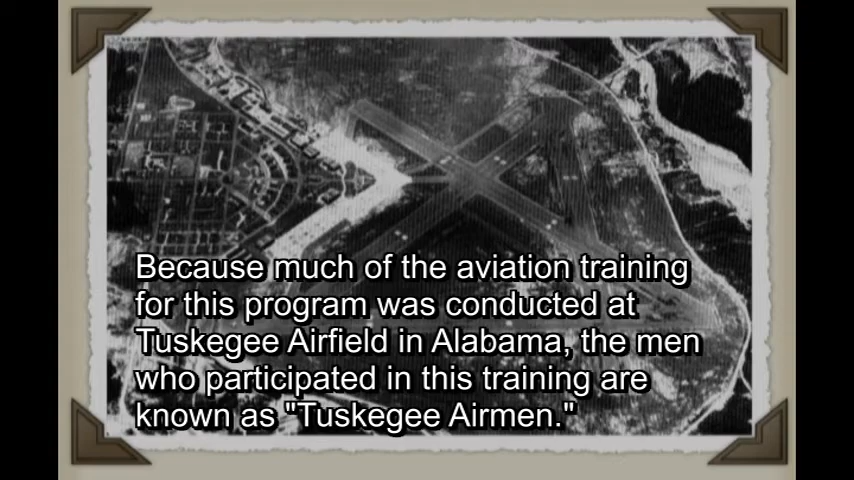 Because much of the aviation training
for this program was conducted at
Tuskegee Airfield in Alabama, the men
who participated in this training are
known as "Tuskegee Airmen."